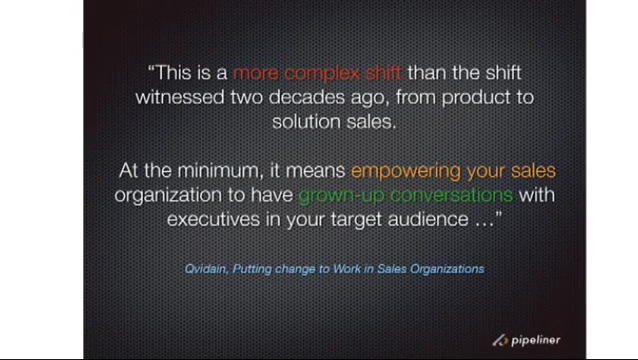 “This is a more complex shift than the shift
witnessed two decades ago, from product to
solution sales.
At the minimum, it means empowering your sales
organization to have grown-up conversations with
executives in your target audience …”
Qvidain, Putting change to Work in Sales Organizations
pipeliner